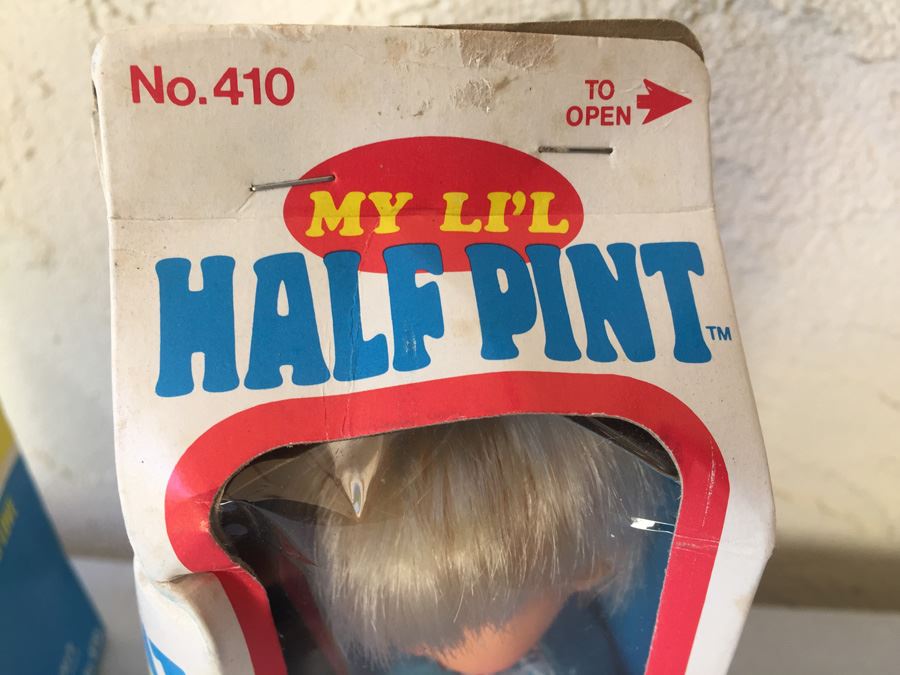 No. 410
TO
OPEN
MY LI'L
HALF PINT™